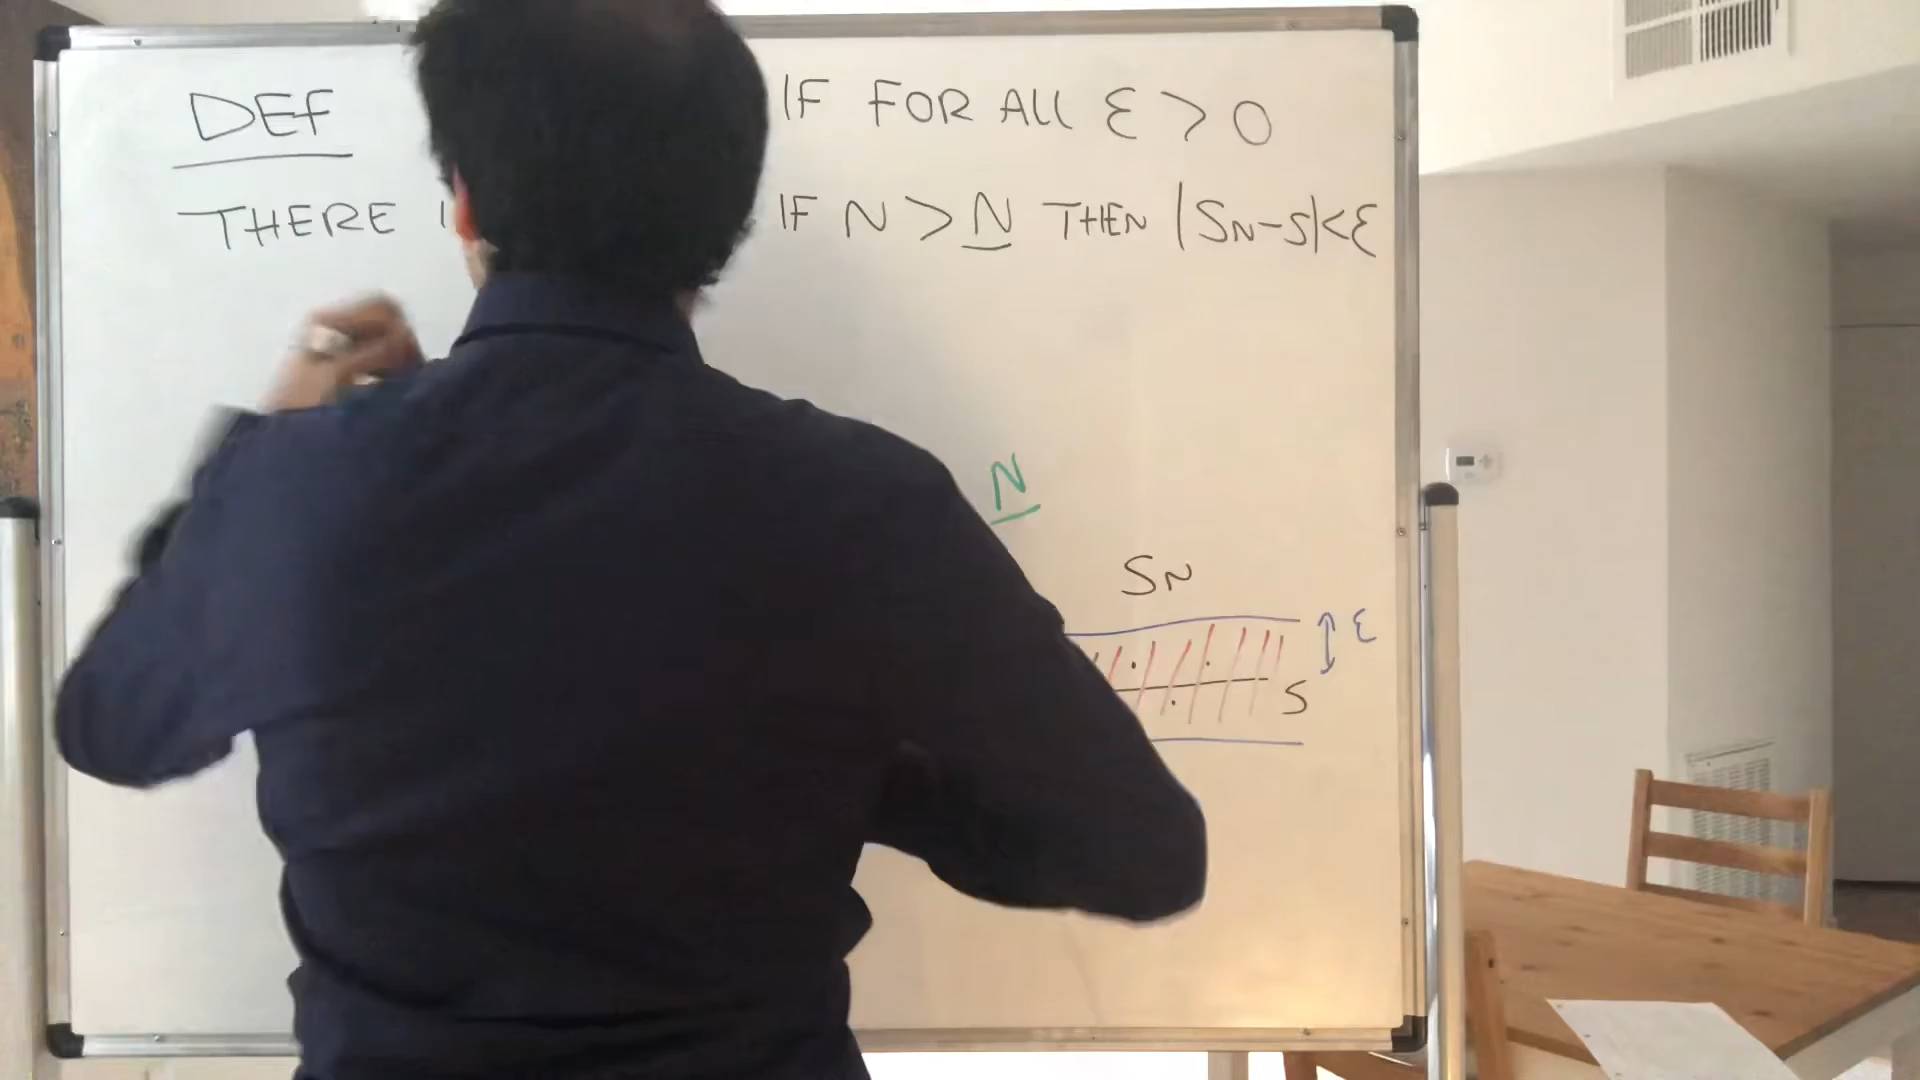 DEF IF FOR ALL ε > 0
THERE IF N > N THEN |SN-S|<ε
N
SN
ε
S